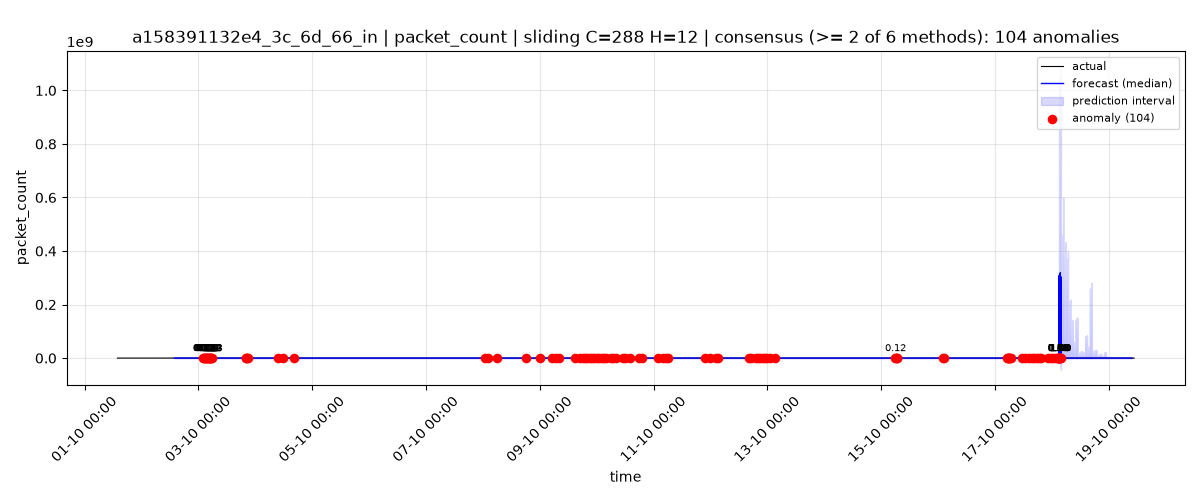 a158391132e4_3c_6d_66_in | packet_count | sliding C=288 H=12 | consensus (>= 2 of 6 methods): 104 anomalies
1e9
actual
forecast (median)
prediction interval
anomaly (104)
1.0
0.8
0.6
0.4
0.2
0.0
packet_count
0.12
01-10 00:00
03-10 00:00
05-10 00:00
07-10 00:00
09-10 00:00
11-10 00:00
13-10 00:00
15-10 00:00
17-10 00:00
19-10 00:00
time